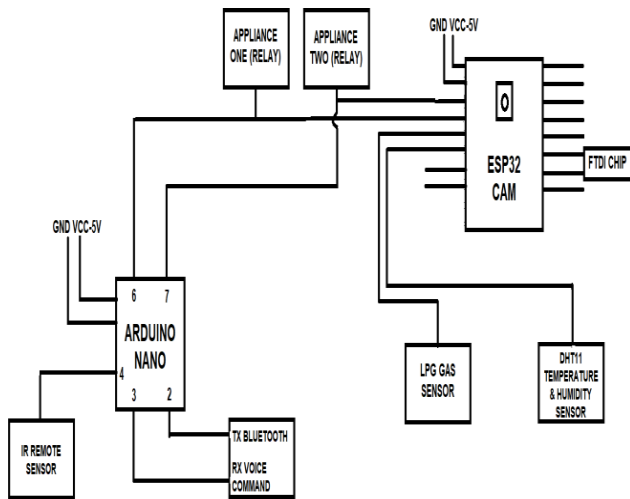 APPLIANCE
ONE (RELAY)
APPLIANCE
TWO (RELAY)
GND VCC-5V
ESP32
CAM
FTDI CHIP
GND VCC-5V
6 7
ARDUINO
NANO
4
3 2
IR REMOTE
SENSOR
TX BLUETOOTH
RX VOICE
COMMAND
LPG GAS
SENSOR
DHT11
TEMPERATURE
& HUMIDITY
SENSOR